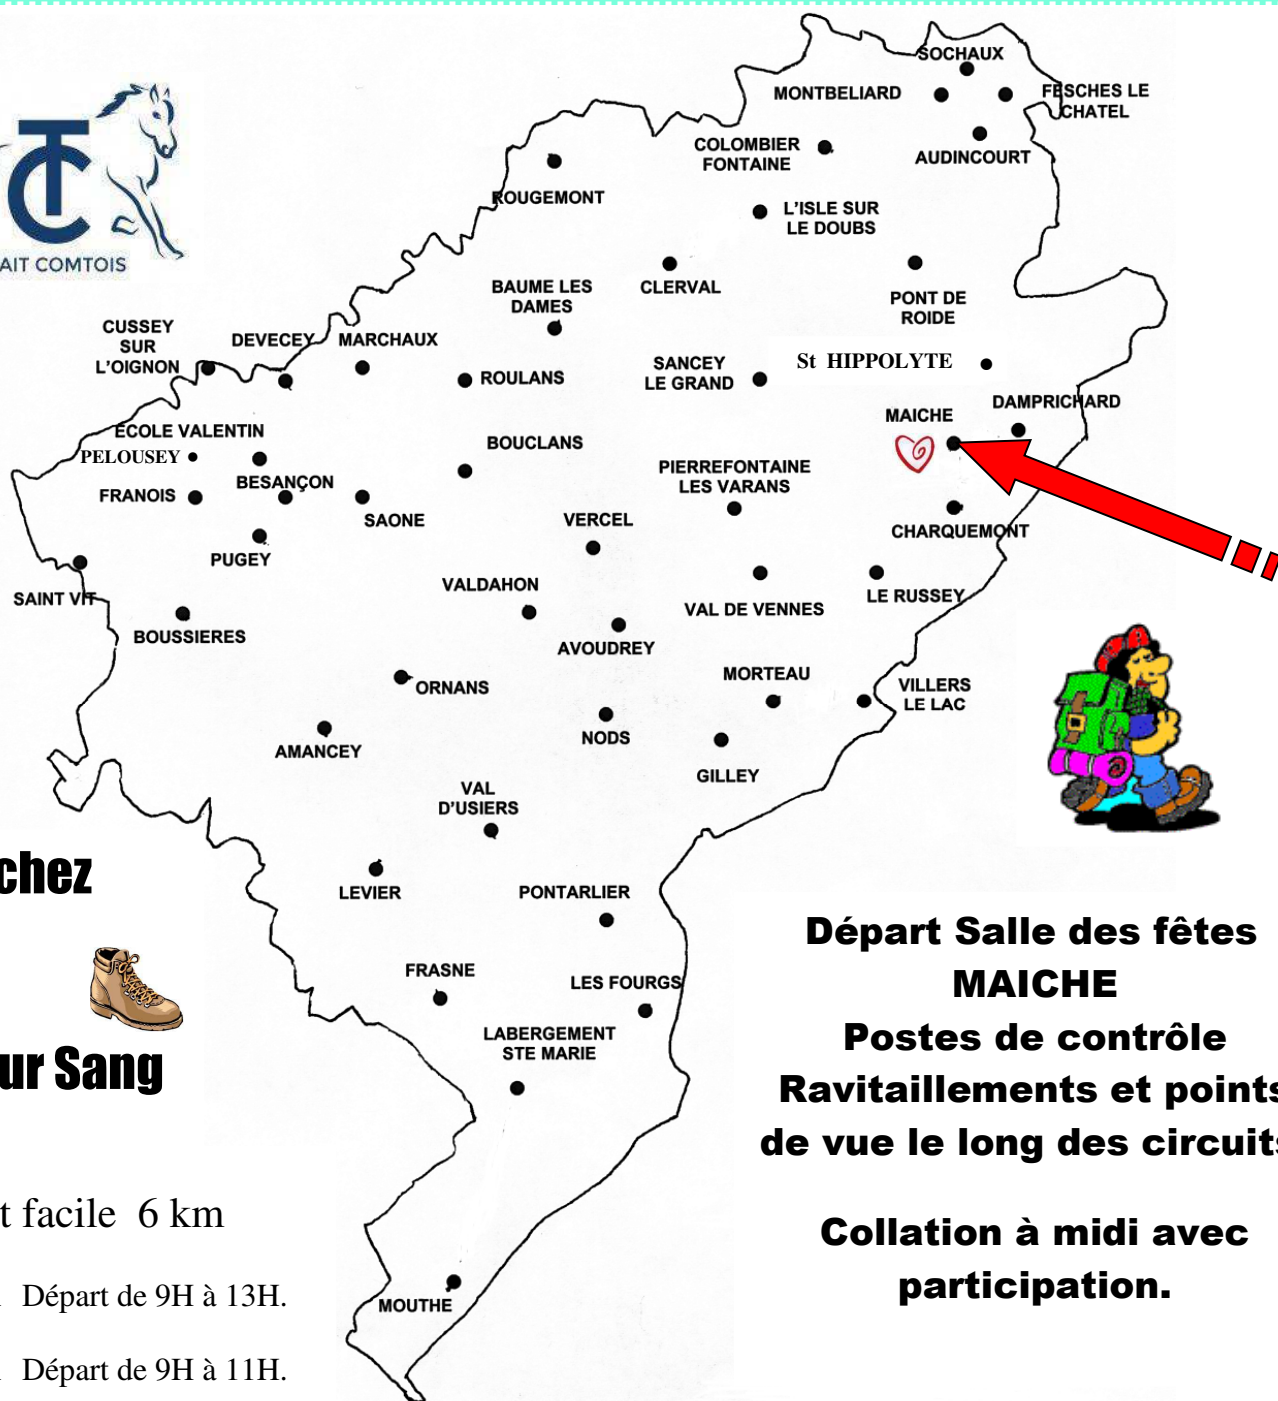 SOCHAUX
MONTBELIARD
FESCHES LE
CHATEL
COLOMBIER
FONTAINE
AUDINCOURT
TC
AIT COMTOIS
ROUGEMONT
L'ISLE SUR
LE DOUBS
CLERVAL
BAUME LES
DAMES
PONT DE
ROIDE
CUSSEY
SUR
L'OIGNON
DEVECEY
MARCHAUX
ROULANS
SANCEY
LE GRAND
St HIPPOLYTE
MAICHE
DAMPRICHARD
ECOLE VALENTIN
PELOUSEY
BESANÇON
FRANOIS
BOUCLANS
SAONE
PIERREFONTAINE
LES VARANS
CHARQUEMONT
VERCEL
PUGEY
SAINT VIT
BOUSSIERES
VALDAHON
AVOUDREY
VAL DE VENNES
LE RUSSEY
ORNANS
MORTEAU
VILLERS
LE LAC
AMANCEY
NODS
GILLEY
VAL
D'USIERS
LEVIER
PONTARLIER
FRASNE
LES FOURGS
LABERGEMENT
STE MARIE
MOUTHE
chez
ur Sang
t facile 6 km
Départ de 9H à 13H.
Départ de 9H à 11H.
Départ Salle des fêtes
MAICHE
Postes de contrôle
Ravitaillements et points
de vue le long des circuits
Collation à midi avec
participation.